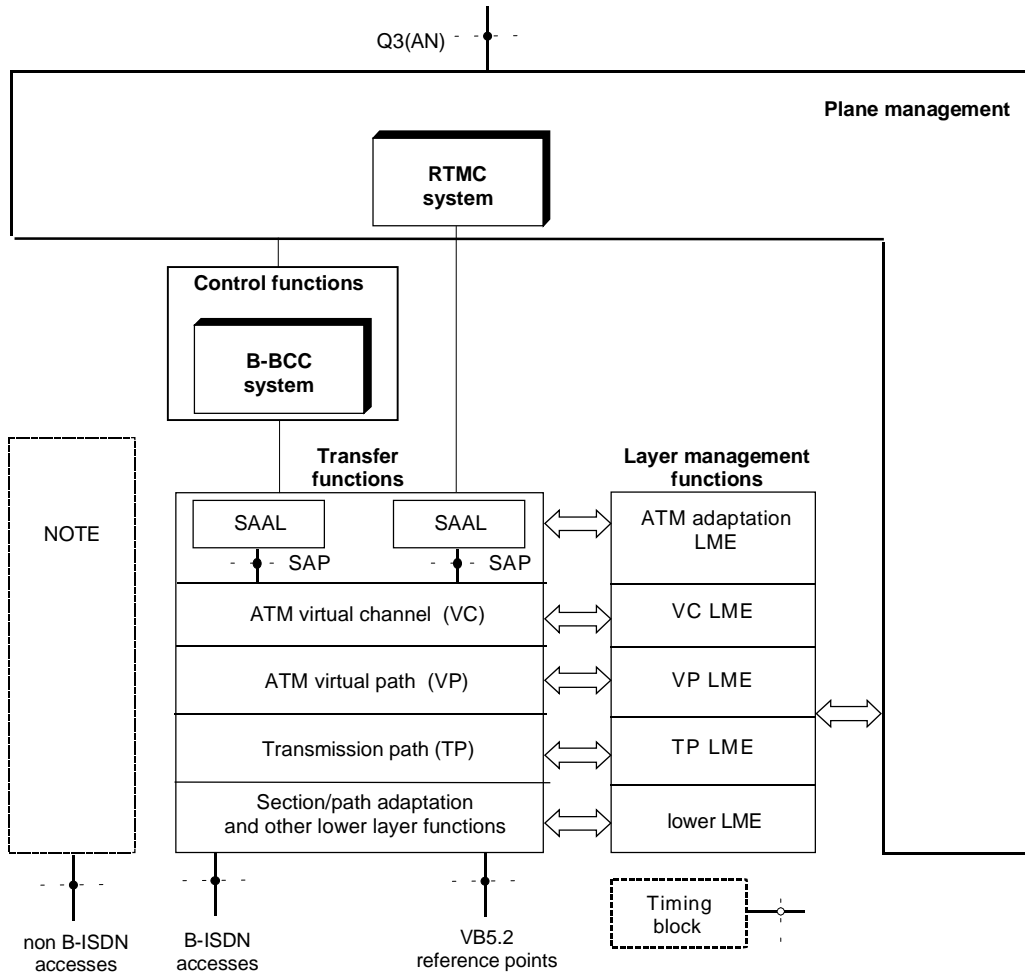 Q3(AN)
Plane management
RTMC
system
Control functions
B-BCC
system
Transfer
functions
Layer management
functions
NOTE
SAAL
SAAL
ATM adaptation
LME
SAP
SAP
ATM virtual channel (VC)
VC LME
ATM virtual path (VP)
VP LME
Transmission path (TP)
TP LME
Section/path adaptation
and other lower layer functions
lower LME
Timing
block
non B-ISDN
accesses
B-ISDN
accesses
VB5.2
reference points